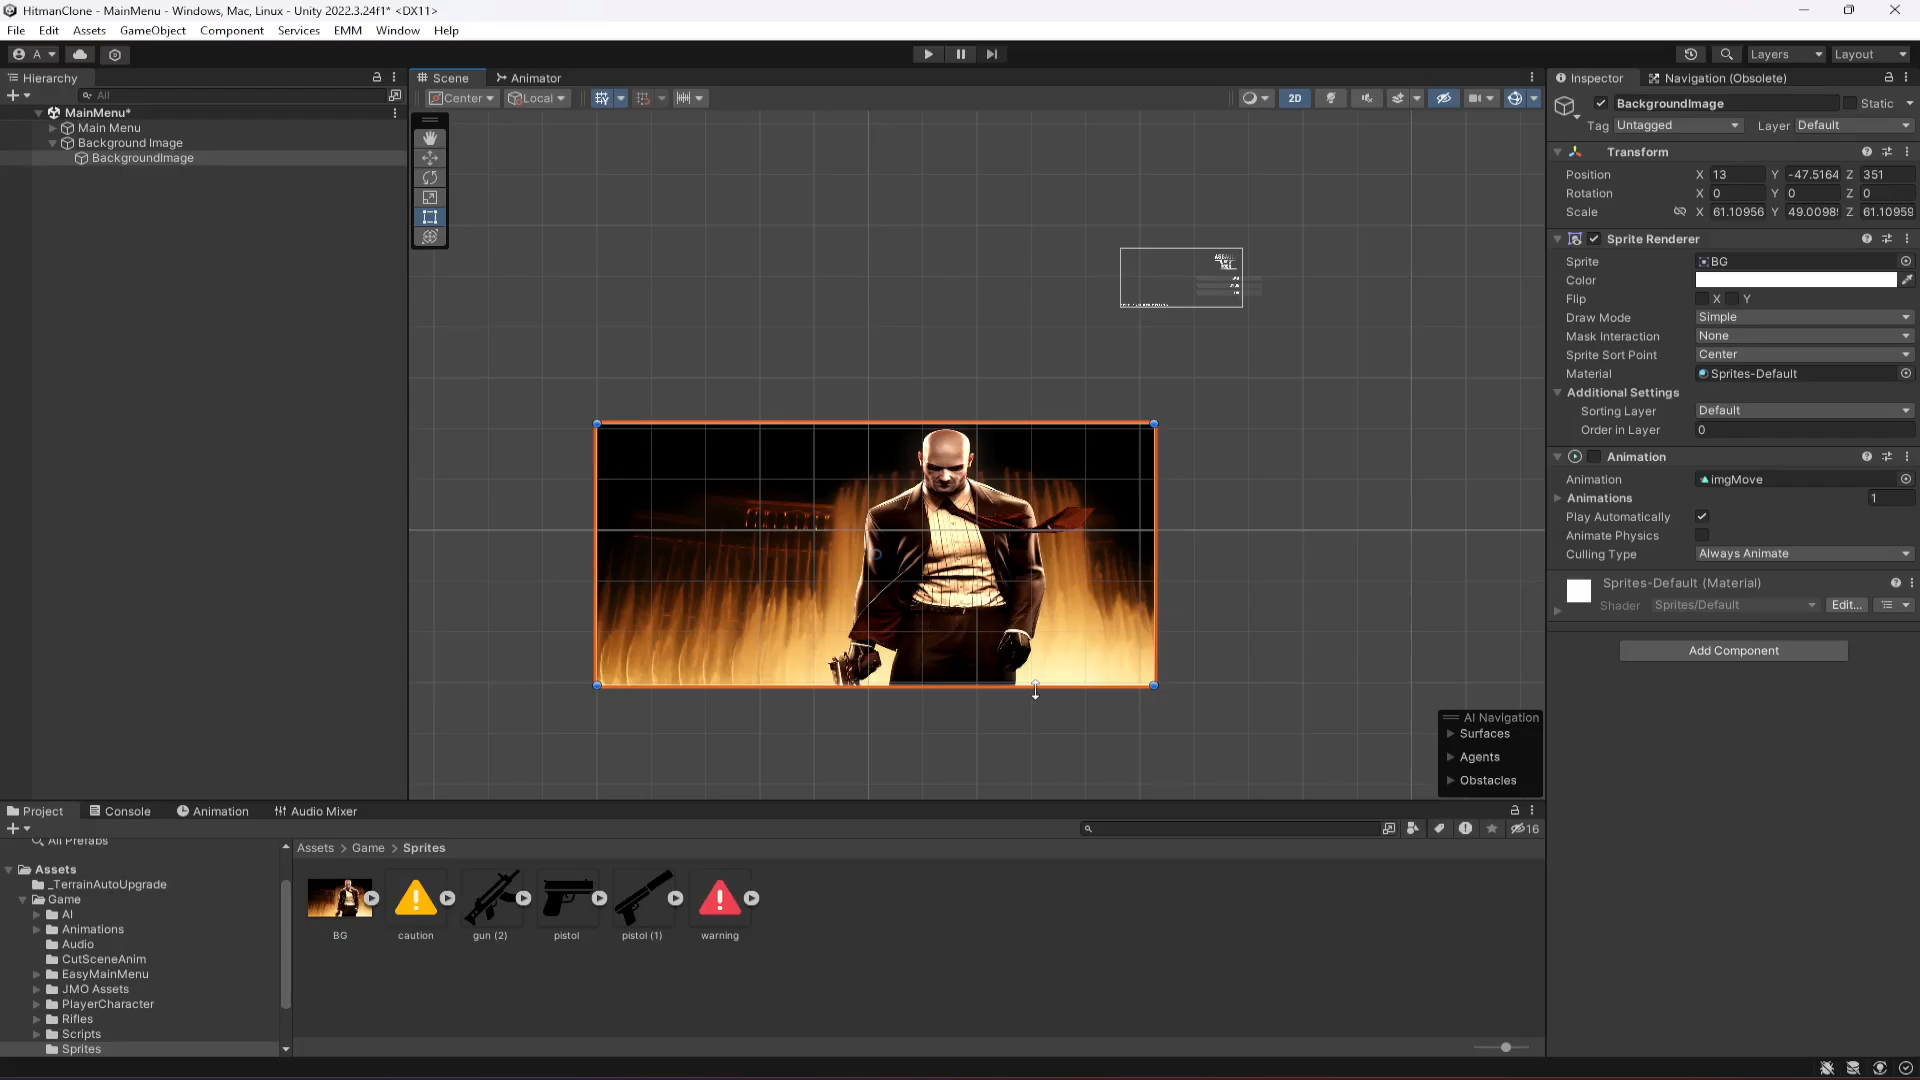 HitmanClone - MainMenu - Windows, Mac, Linux - Unity 2022.3.24f1* <DX11>
File Edit Assets GameObject Component Services EMM Window Help
A Layers Layout
Hierarchy
All
MainMenu*
Main Menu
Background Image
BackgroundImage
Scene Animator
Center Local 2D
AI Navigation
Surfaces
Agents
Obstacles
Inspector Navigation (Obsolete)
BackgroundImage Static
Tag Untagged Layer Default
Transform
Position X 13 Y -47.5164 Z 351
Rotation X 0 Y 0 Z 0
Scale X 61.10956 Y 49.0098 Z 61.10959
Sprite Renderer
Sprite BG
Color
Flip X Y
Draw Mode Simple
Mask Interaction None
Sprite Sort Point Center
Material Sprites-Default
Additional Settings
Sorting Layer Default
Order in Layer 0
Animation
Animation imgMove
Animations 1
Play Automatically
Animate Physics
Culling Type Always Animate
Sprites-Default (Material)
Shader Sprites/Default Edit...
Add Component
Project Console Animation Audio Mixer
16
All Prefabs
Assets
_TerrainAutoUpgrade
Game
AI
Animations
Audio
CutSceneAnim
EasyMainMenu
JMO Assets
PlayerCharacter
Rifles
Scripts
Sprites
Assets > Game > Sprites
BG caution gun (2) pistol pistol (1) warning